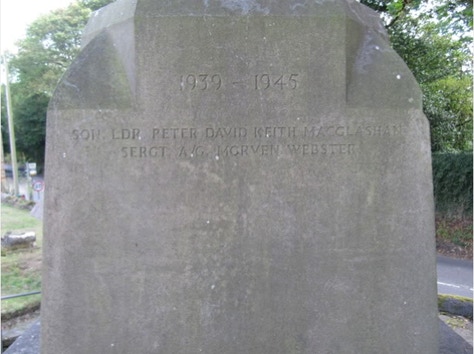 1939 - 1945
SQN. LDR. PETER DAVID KEITH MACGLASHAN
SERGT. A/G. MORVEN WEBSTER